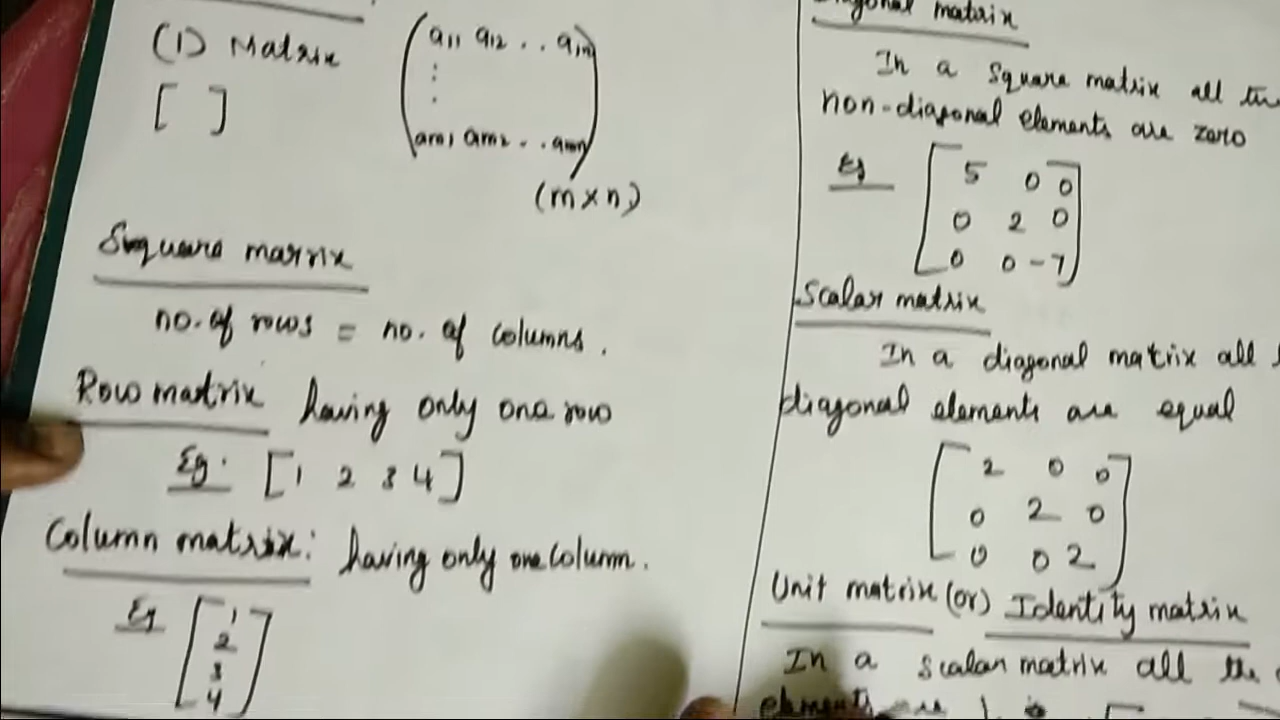 (1) Matrix
[ ]
a11 a12 .. a1n
:
.
am1 am2 .. amn
(m×n)
Square matrix
no. of rows = no. of columns.
Row matrix having only one row
Eg. [1 2 3 4]
Column matrix: having only one column.
Eg
1
2
3
4
matrix
In a square matrix all
non-diagonal elements are zero
Eg
5 0 0
0 2 0
0 0 -7
Scalar matrix
In a diagonal matrix all
diagonal elements are equal
2 0 0
0 2 0
0 0 2
Unit matrix (or) Identity matrix
In a scalar matrix all the
elements are 1